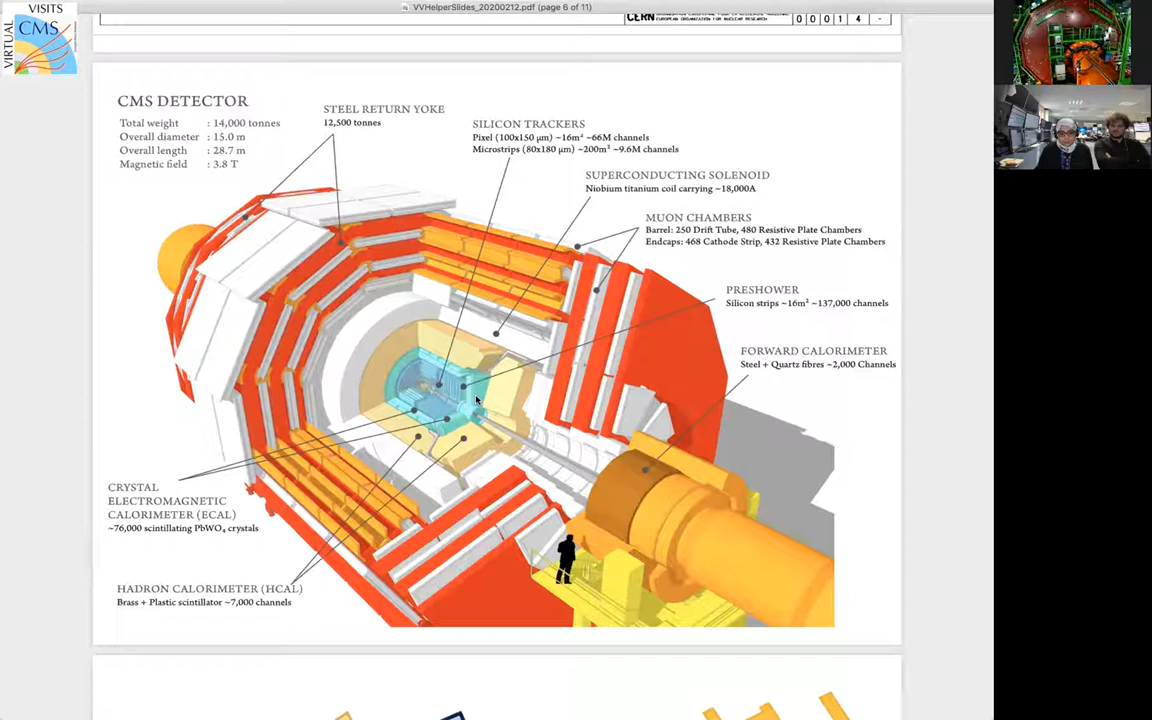 VISITS
VIRTUAL
CMS
VVHelperSlides_20200212.pdf (page 6 of 11)
CERN
EUROPEAN ORGANIZATION FOR NUCLEAR RESEARCH
0 0 0 1 4 -
CMS DETECTOR
Total weight : 14,000 tonnes
Overall diameter : 15.0 m
Overall length : 28.7 m
Magnetic field : 3.8 T
STEEL RETURN YOKE
12,500 tonnes
SILICON TRACKERS
Pixel (100x150 μm) ~16m² ~66M channels
Microstrips (80x180 μm) ~200m² ~9.6M channels
SUPERCONDUCTING SOLENOID
Niobium titanium coil carrying ~18,000A
MUON CHAMBERS
Barrel: 250 Drift Tube, 480 Resistive Plate Chambers
Endcaps: 468 Cathode Strip, 432 Resistive Plate Chambers
PRESHOWER
Silicon strips ~16m² ~137,000 channels
FORWARD CALORIMETER
Steel + Quartz fibres ~2,000 Channels
CRYSTAL
ELECTROMAGNETIC
CALORIMETER (ECAL)
~76,000 scintillating PbWO₄ crystals
HADRON CALORIMETER (HCAL)
Brass + Plastic scintillator ~7,000 channels